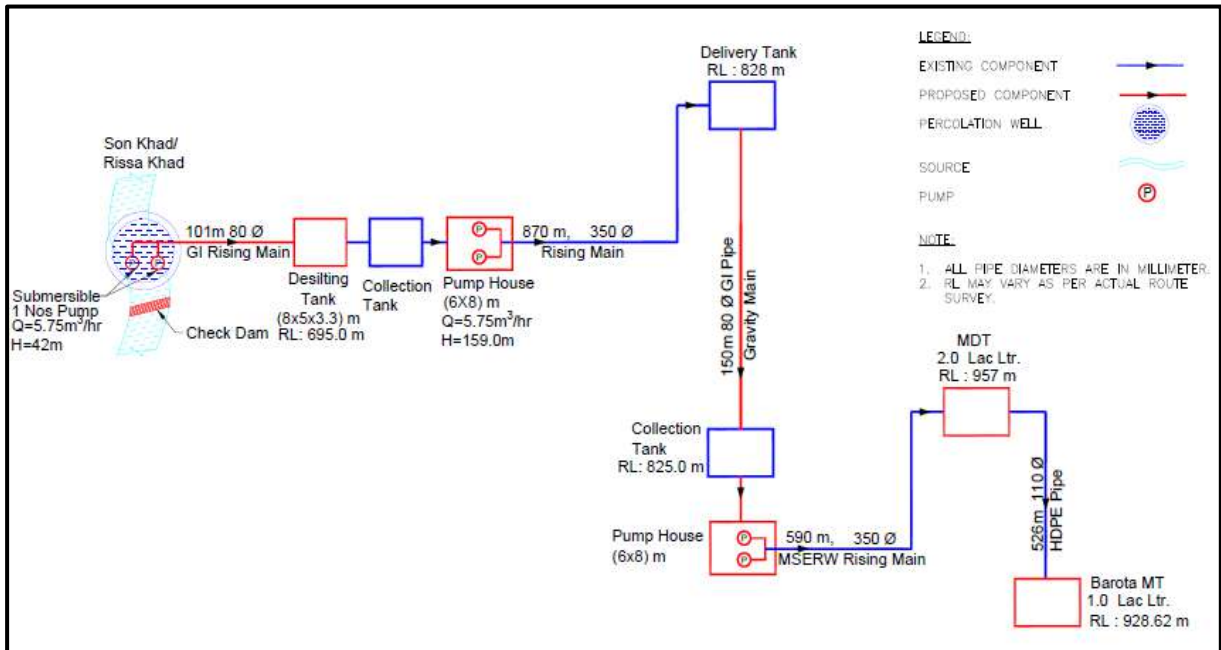 Delivery Tank
RL : 828 m
LEGEND:
EXISTING COMPONENT
PROPOSED COMPONENT
PERCOLATION WELL
SOURCE
PUMP
P
NOTE:
1. ALL PIPE DIAMETERS ARE IN MILLIMETER.
2. RL MAY VARY AS PER ACTUAL ROUTE
SURVEY.
Son Khad/
Rissa Khad
101m 80 Ø
GI Rising Main
P
P
Submersible
1 Nos Pump
Q=5.75m³/hr
H=42m
Check Dam
Desilting
Tank
(8x5x3.3) m
RL: 695.0 m
Collection
Tank
P
P
Pump House
(6X8) m
Q=5.75m³/hr
H=159.0m
870 m, 350 Ø
Rising Main
150m 80 Ø GI Pipe
Gravity Main
Collection
Tank
RL: 825.0 m
Pump House
(6x8) m
P
P
590 m, 350 Ø
MSERW Rising Main
MDT
2.0 Lac Ltr.
RL : 957 m
526m 110 Ø
HDPE Pipe
Barota MT
1.0 Lac Ltr.
RL : 928.62 m